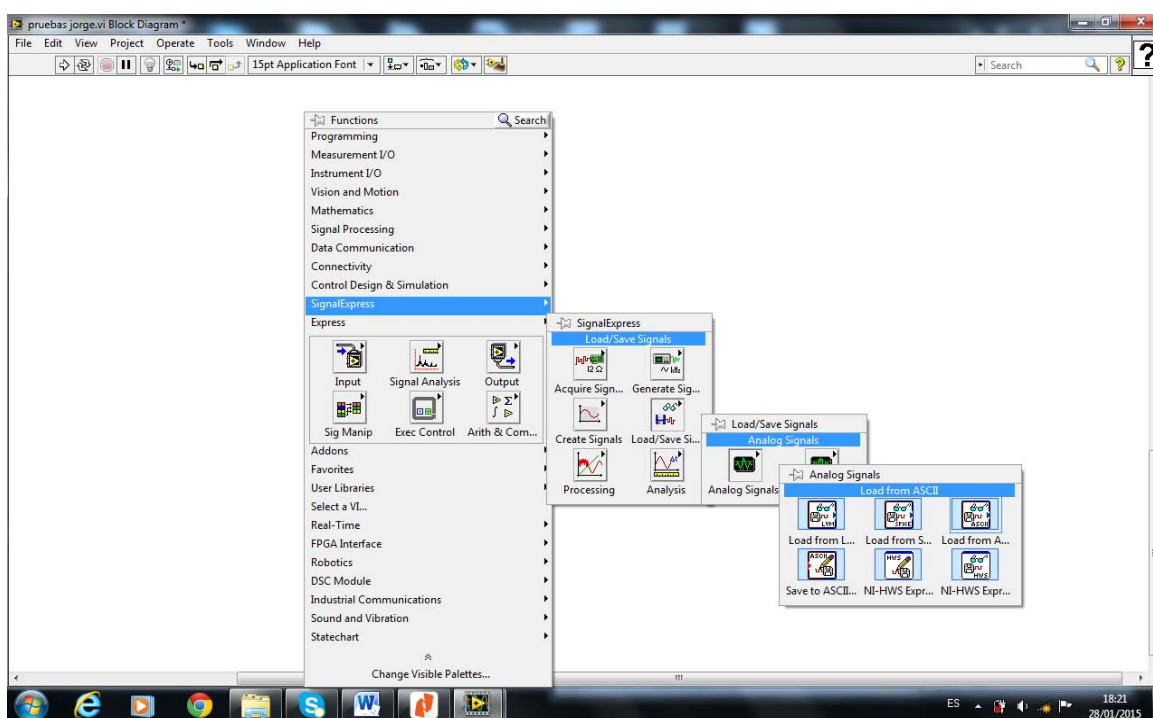 pruebas jorge.vi Block Diagram *
File Edit View Project Operate Tools Window Help
15pt Application Font
Search
?
Functions
Search
Programming
Measurement I/O
Instrument I/O
Vision and Motion
Mathematics
Signal Processing
Data Communication
Connectivity
Control Design & Simulation
SignalExpress
Express
Input Signal Analysis Output
Sig Manip Exec Control Arith & Com...
Addons
Favorites
User Libraries
Select a VI...
Real-Time
FPGA Interface
Robotics
DSC Module
Industrial Communications
Sound and Vibration
Statechart
Change Visible Palettes...
SignalExpress
Load/Save Signals
Acquire Sign... Generate Sig...
Create Signals Load/Save Si...
Processing Analysis
Load/Save Signals
Analog Signals
Analog Signals
Analog Signals
Load from ASCII
LVM SPICE ASCII
Load from L... Load from S... Load from A...
ASCII HWS HWS
Save to ASCII... NI-HWS Expr... NI-HWS Expr...
ES
18:21
28/01/2015